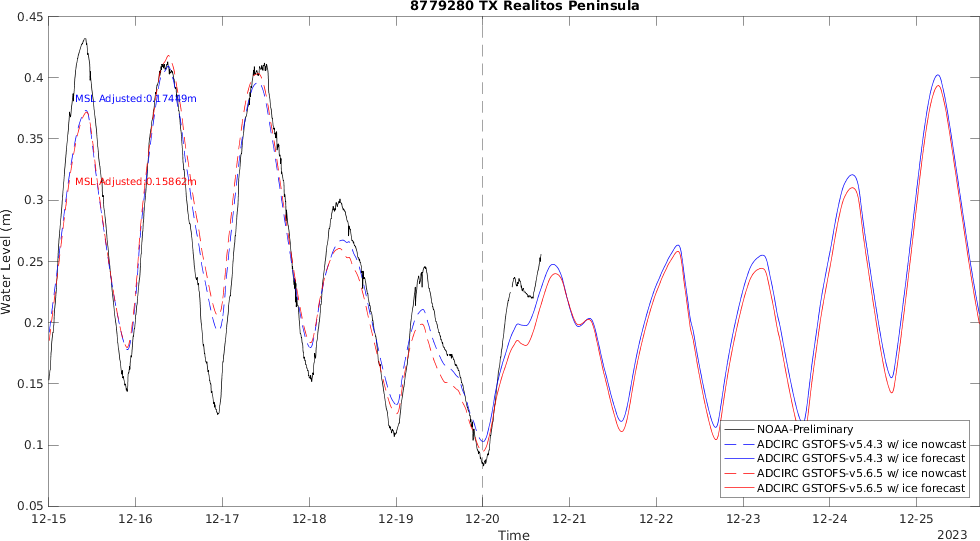 8779280 TX Realitos Peninsula
0.45
0.4
0.35
0.3
0.25
0.2
0.15
0.1
0.05
Water Level (m)
MSL Adjusted:0.17449m
MSL Adjusted:0.15862m
NOAA-Preliminary
ADCIRC GSTOFS-v5.4.3 w/ ice nowcast
ADCIRC GSTOFS-v5.4.3 w/ ice forecast
ADCIRC GSTOFS-v5.6.5 w/ ice nowcast
ADCIRC GSTOFS-v5.6.5 w/ ice forecast
12-15 12-16 12-17 12-18 12-19 12-20 12-21 12-22 12-23 12-24 12-25
Time
2023